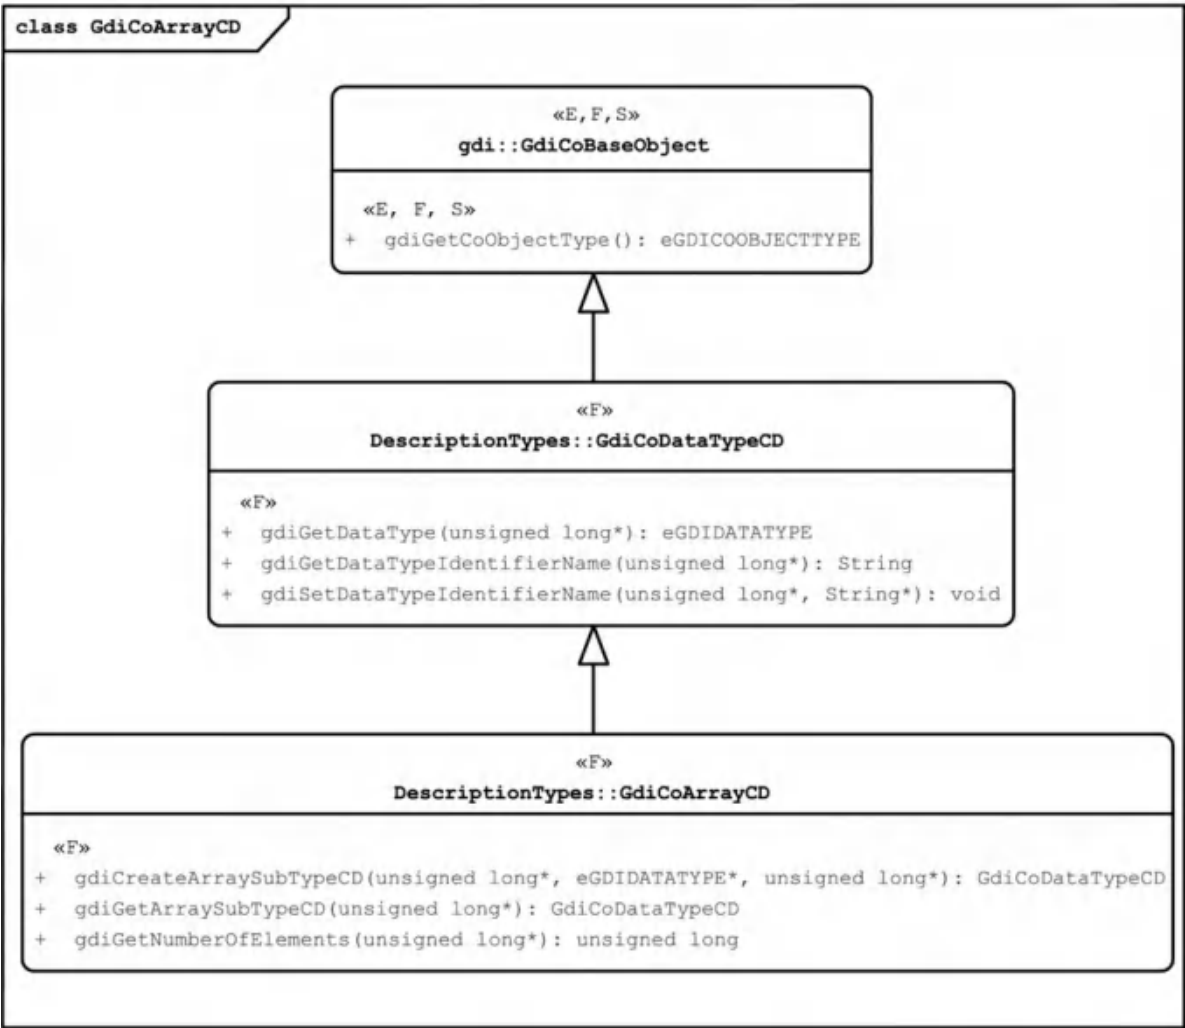 class GdiCoArrayCD
«E,F,S»
gdi::GdiCoBaseObject
«E, F, S»
+ gdiGetCoObjectType(): eGDICOOBJECTTYPE
«F»
DescriptionTypes::GdiCoDataTypeCD
«F»
+ gdiGetDataType(unsigned long*): eGDIDATATYPE
+ gdiGetDataTypeIdentifierName(unsigned long*): String
+ gdiSetDataTypeIdentifierName(unsigned long*, String*): void
«F»
DescriptionTypes::GdiCoArrayCD
«F»
+ gdiCreateArraySubTypeCD(unsigned long*, eGDIDATATYPE*, unsigned long*): GdiCoDataTypeCD
+ gdiGetArraySubTypeCD(unsigned long*): GdiCoDataTypeCD
+ gdiGetNumberOfElements(unsigned long*): unsigned long